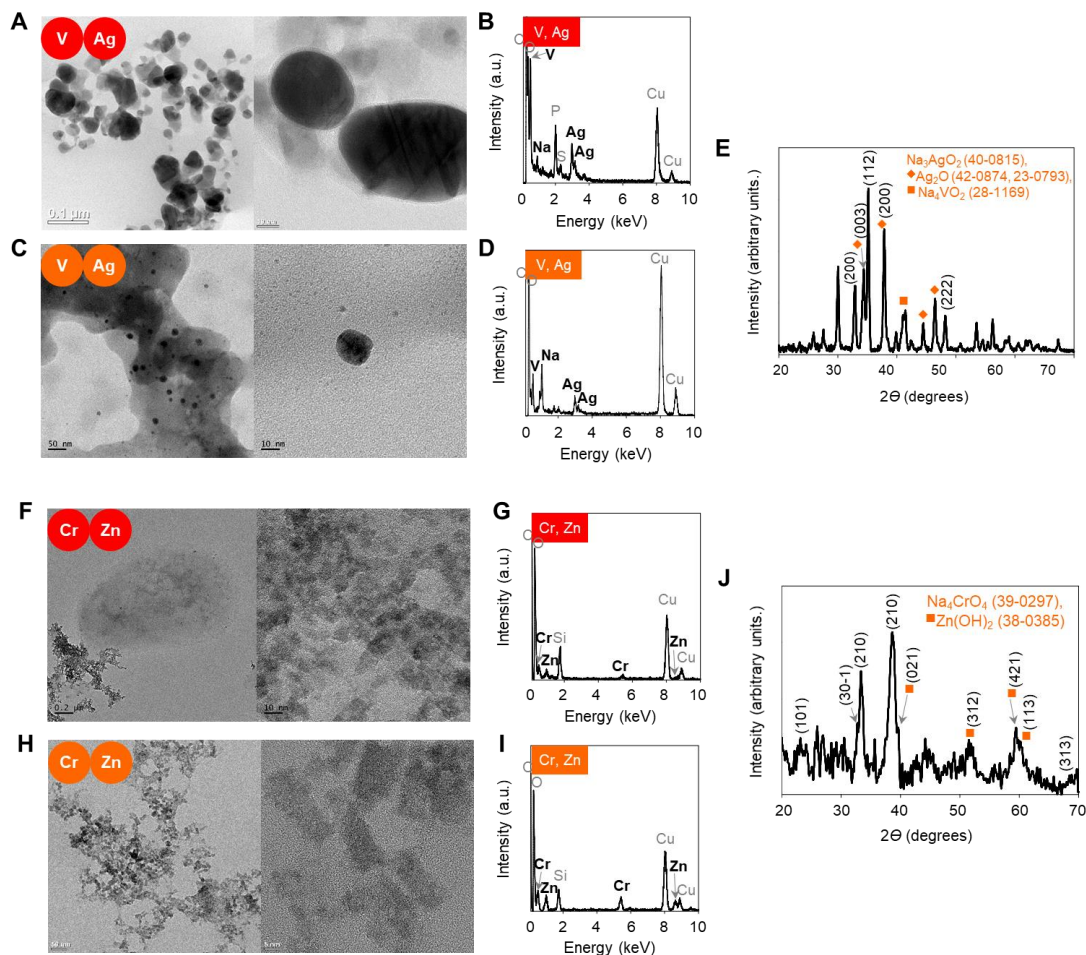 A
V Ag
0.1 μm
B
V, Ag
C
O
V
P
Na
S
Ag
Ag
Cu
Cu
Intensity (a.u.)
0 2 4 6 8 10
Energy (keV)
C
V Ag
50 nm
10 nm
D
V, Ag
V
Na
Ag
Ag
Cu
Cu
Intensity (a.u.)
0 2 4 6 8 10
Energy (keV)
E
Na₃AgO₂ (40-0815),
Ag₂O (42-0874, 23-0793),
Na₄VO₂ (28-1169)
(200)
(003)
(112)
(200)
(222)
Intensity (arbitrary units.)
20 30 40 50 60 70
2Θ (degrees)
F
Cr Zn
0.2 μm
10 nm
G
Cr, Zn
O
Cr
Zn
Si
Cr
Cu
Zn
Cu
Intensity (a.u.)
0 2 4 6 8 10
Energy (keV)
H
Cr Zn
5 nm
I
Cr, Zn
C
O
Cr
Zn
Si
Cr
Cu
Zn
Cu
Intensity (a.u.)
0 2 4 6 8 10
Energy (keV)
J
Na₄CrO₄ (39-0297),
Zn(OH)₂ (38-0385)
(101)
(30-1)
(210)
(210)
(021)
(312)
(421)
(113)
(313)
Intensity (arbitrary units.)
20 30 40 50 60 70
2Θ (degrees)